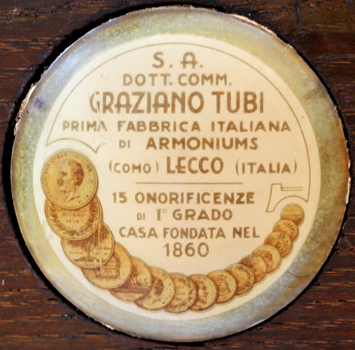 S. A.
DOTT. COMM.
GRAZIANO TUBI
PRIMA FABBRICA ITALIANA
DI ARMONIUMS
(COMO) LECCO (ITALIA)
15 ONORIFICENZE
DI I° GRADO
CASA FONDATA NEL
1860